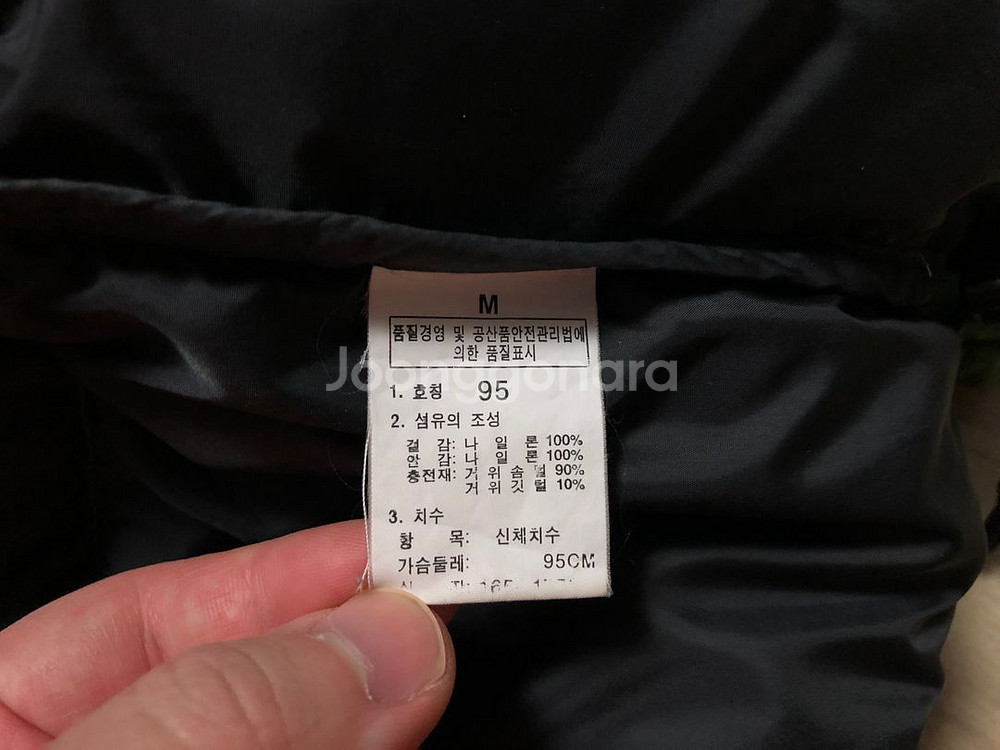 M
품질경영 및 공산품안전관리법에
의한 품질표시
Joonggonara
1. 호칭 95
2. 섬유의 조성
겉 감: 나 일 론 100%
안 감: 나 일 론 100%
충전재: 거 위 솜 털 90%
거 위 깃 털 10%
3. 치수
항 목: 신체치수
가슴둘레: 95CM